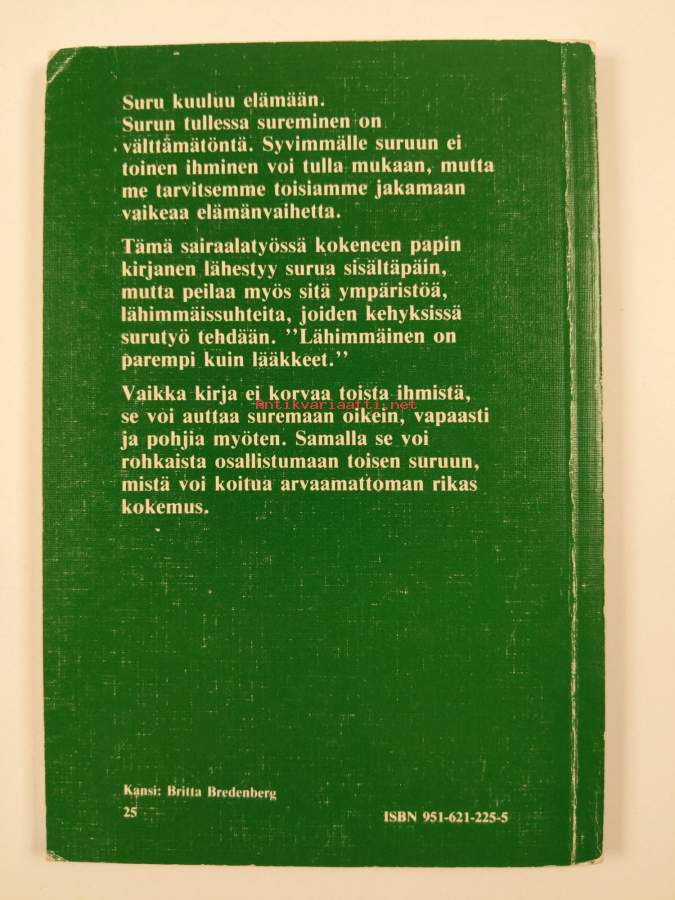 Suru kuuluu elämään.
Surun tullessa sureminen on
välttämätöntä. Syvimmälle suruun ei
toinen ihminen voi tulla mukaan, mutta
me tarvitsemme toisiamme jakamaan
vaikeaa elämänvaihetta.
Tämä sairaalatyössä kokeneen papin
kirjanen lähestyy surua sisältäpäin,
mutta peilaa myös sitä ympäristöä,
lähimmäissuhteita, joiden kehyksissä
surutyö tehdään. "Lähimmäinen on
parempi kuin lääkkeet."
Vaikka kirja ei korvaa toista ihmistä,
Antikvariaatti.net
se voi auttaa suremaan oikein, vapaasti
ja pohjia myöten. Samalla se voi
rohkaista osallistumaan toisen suruun,
mistä voi koitua arvaamattoman rikas
kokemus.
Kansi: Britta Bredenberg
25
ISBN 951-621-225-5